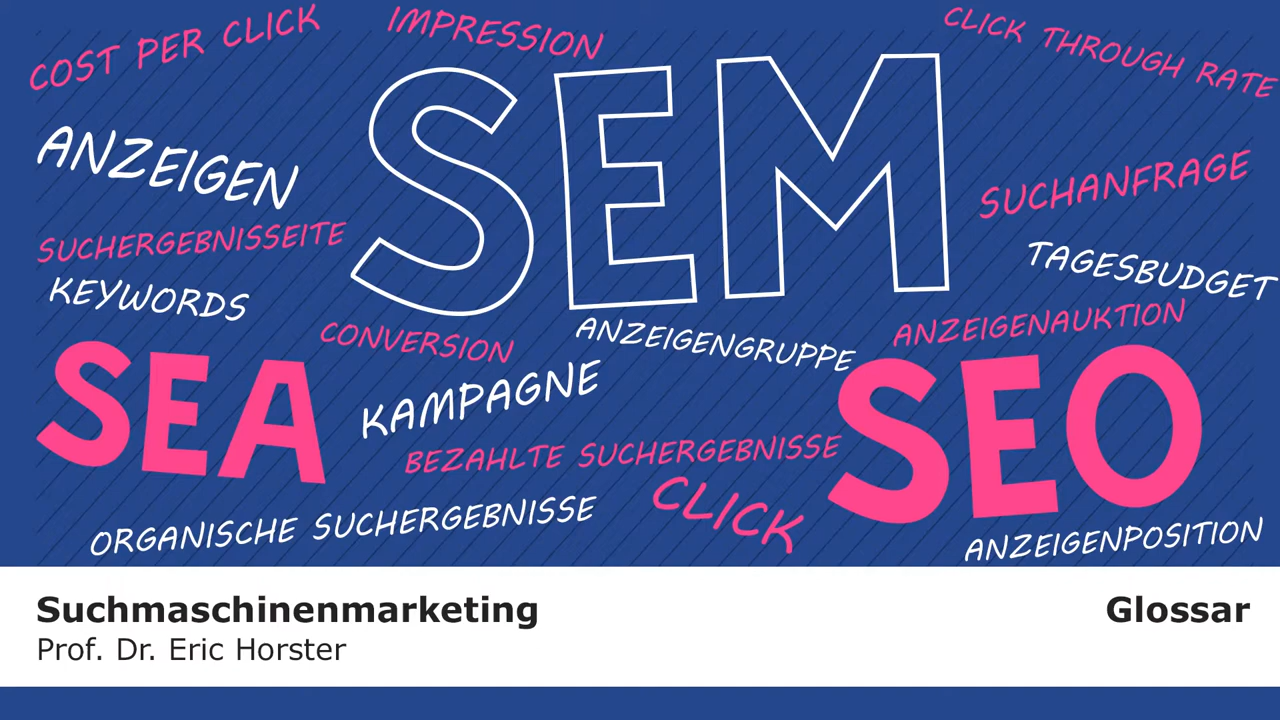 COST PER CLICK
IMPRESSION
CLICK THROUGH RATE
SEM
ANZEIGEN
SUCHANFRAGE
SUCHERGEBNISSEITE
TAGESBUDGET
KEYWORDS
CONVERSION
ANZEIGENGRUPPE
ANZEIGENAUKTION
SEA
KAMPAGNE
SEO
BEZAHLTE SUCHERGEBNISSE
CLICK
ORGANISCHE SUCHERGEBNISSE
ANZEIGENPOSITION
Suchmaschinenmarketing
Glossar
Prof. Dr. Eric Horster